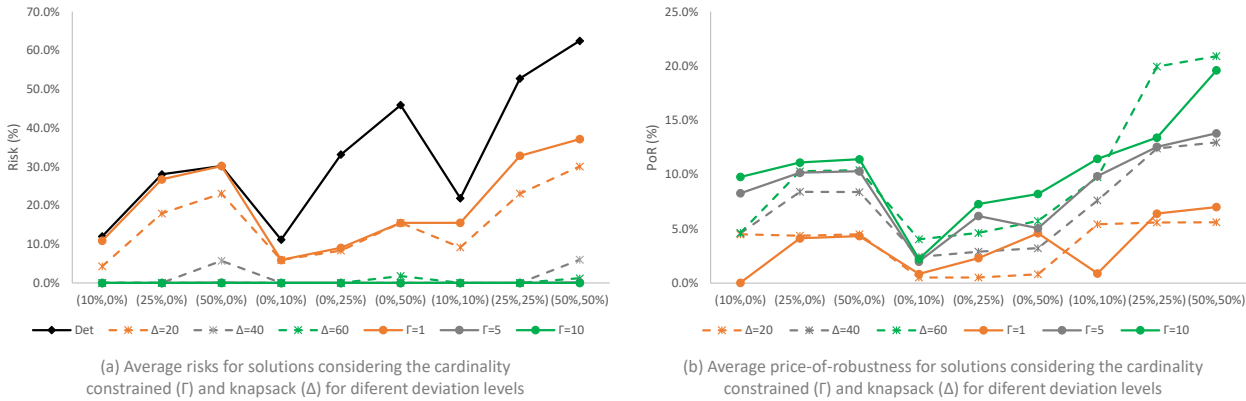 70.0%
60.0%
50.0%
40.0%
30.0%
20.0%
10.0%
0.0%
Risk (%)
(10%,0%) (25%,0%) (50%,0%) (0%,10%) (0%,25%) (0%,50%) (10%,10%) (25%,25%) (50%,50%)
Det Δ=20 Δ=40 Δ=60 Γ=1 Γ=5 Γ=10
(a) Average risks for solutions considering the cardinality
constrained (Γ) and knapsack (Δ) for diferent deviation levels
25.0%
20.0%
15.0%
10.0%
5.0%
0.0%
PoR (%)
(10%,0%) (25%,0%) (50%,0%) (0%,10%) (0%,25%) (0%,50%) (10%,10%) (25%,25%) (50%,50%)
Δ=20 Δ=40 Δ=60 Γ=1 Γ=5 Γ=10
(b) Average price-of-robustness for solutions considering the cardinality
constrained (Γ) and knapsack (Δ) for diferent deviation levels